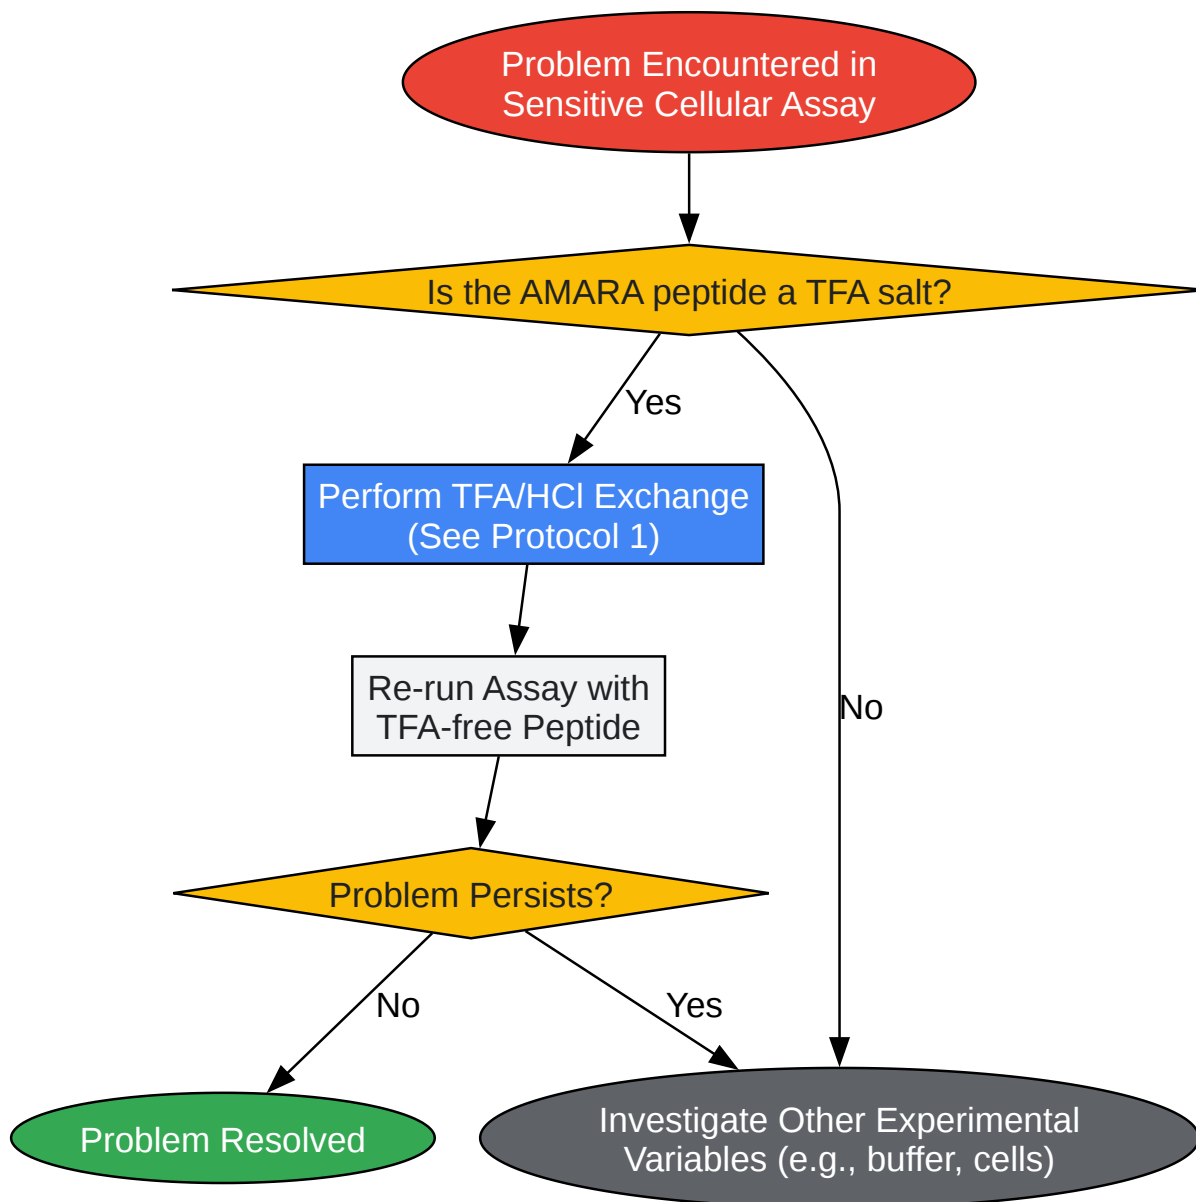 Problem Encountered in
Sensitive Cellular Assay
Is the AMARA peptide a TFA salt?
Yes
Perform TFA/HCl Exchange
(See Protocol 1)
Re-run Assay with
TFA-free Peptide
No
Problem Persists?
No
Yes
Problem Resolved
Investigate Other Experimental
Variables (e.g., buffer, cells)